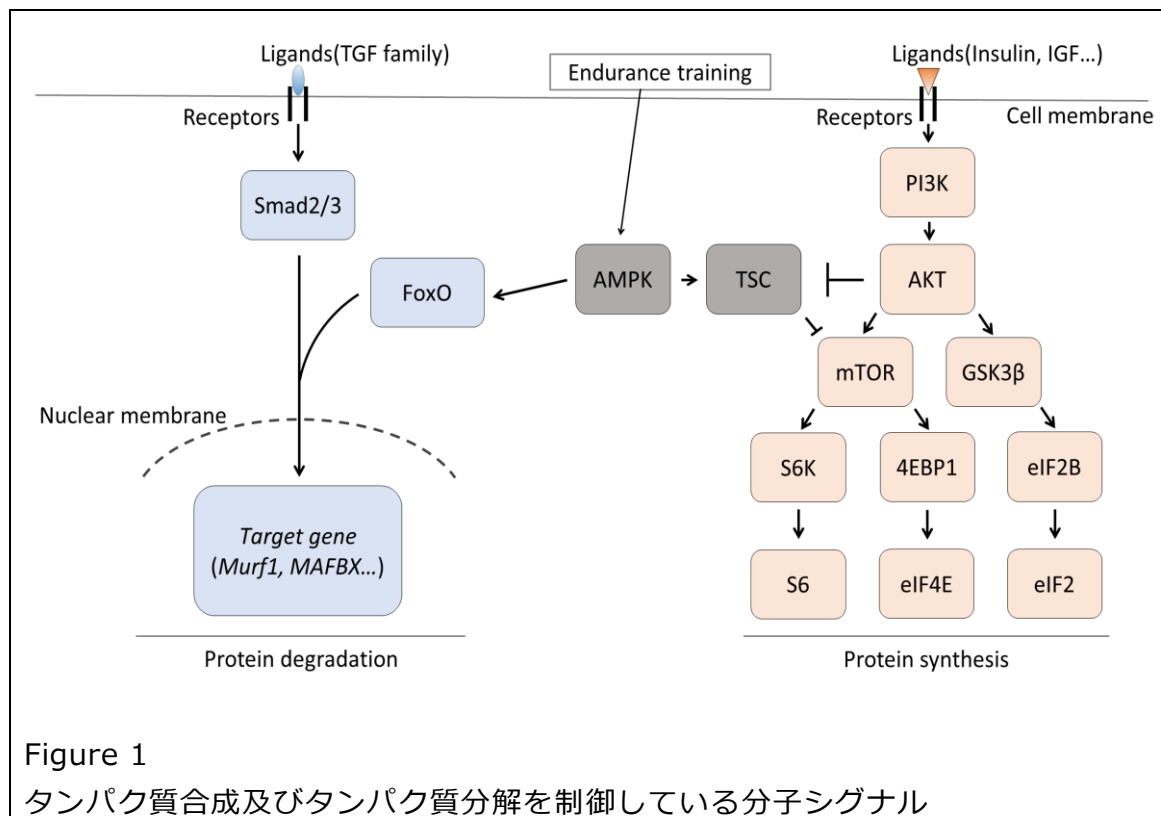 Ligands(TGF family)
Endurance training
Ligands(Insulin, IGF...)
Receptors
Receptors
Cell membrane
Smad2/3
PI3K
FoxO
AMPK
TSC
AKT
mTOR
GSK3β
Nuclear membrane
S6K
4EBP1
eIF2B
Target gene
(Murf1, MAFBX...)
S6
eIF4E
eIF2
Protein degradation
Protein synthesis
Figure 1
タンパク質合成及びタンパク質分解を制御している分子シグナル